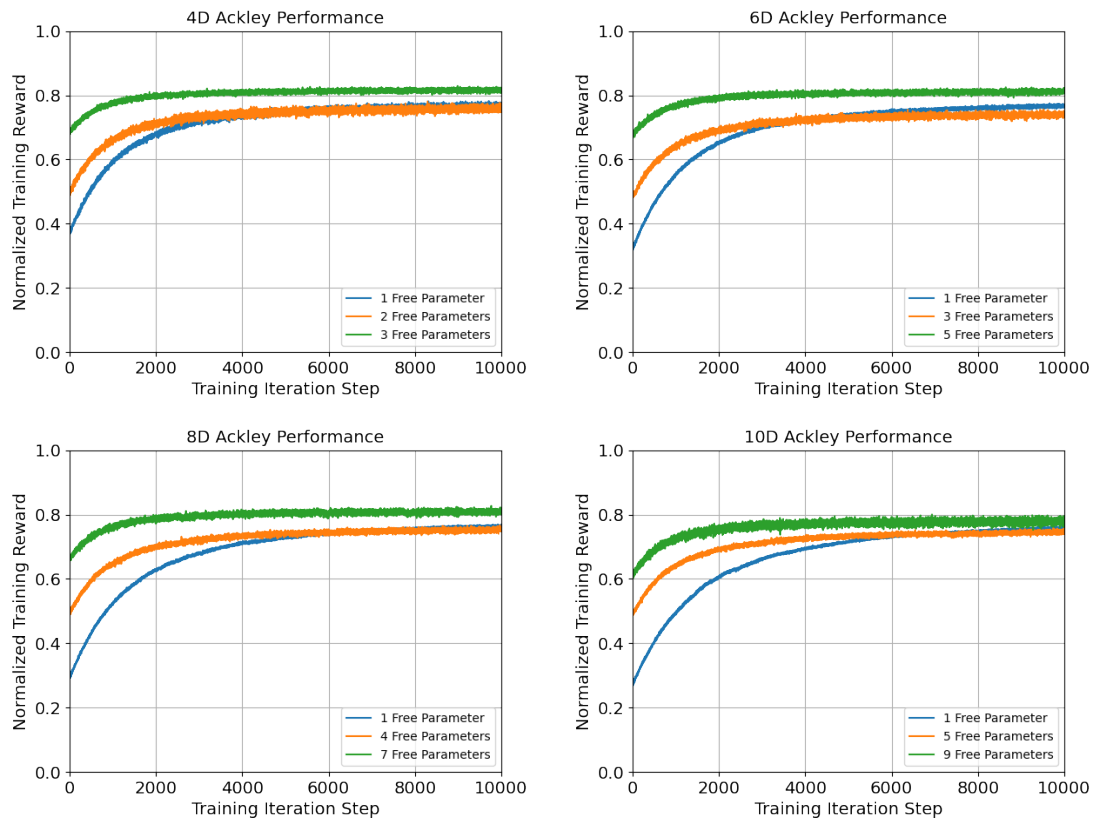 4D Ackley Performance
Normalized Training Reward
1.0
0.8
0.6
0.4
0.2
0.0
0 2000 4000 6000 8000 10000
Training Iteration Step
1 Free Parameter
2 Free Parameters
3 Free Parameters
6D Ackley Performance
Normalized Training Reward
1.0
0.8
0.6
0.4
0.2
0.0
0 2000 4000 6000 8000 10000
Training Iteration Step
1 Free Parameter
3 Free Parameters
5 Free Parameters
8D Ackley Performance
Normalized Training Reward
1.0
0.8
0.6
0.4
0.2
0.0
0 2000 4000 6000 8000 10000
Training Iteration Step
1 Free Parameter
4 Free Parameters
7 Free Parameters
10D Ackley Performance
Normalized Training Reward
1.0
0.8
0.6
0.4
0.2
0.0
0 2000 4000 6000 8000 10000
Training Iteration Step
1 Free Parameter
5 Free Parameters
9 Free Parameters